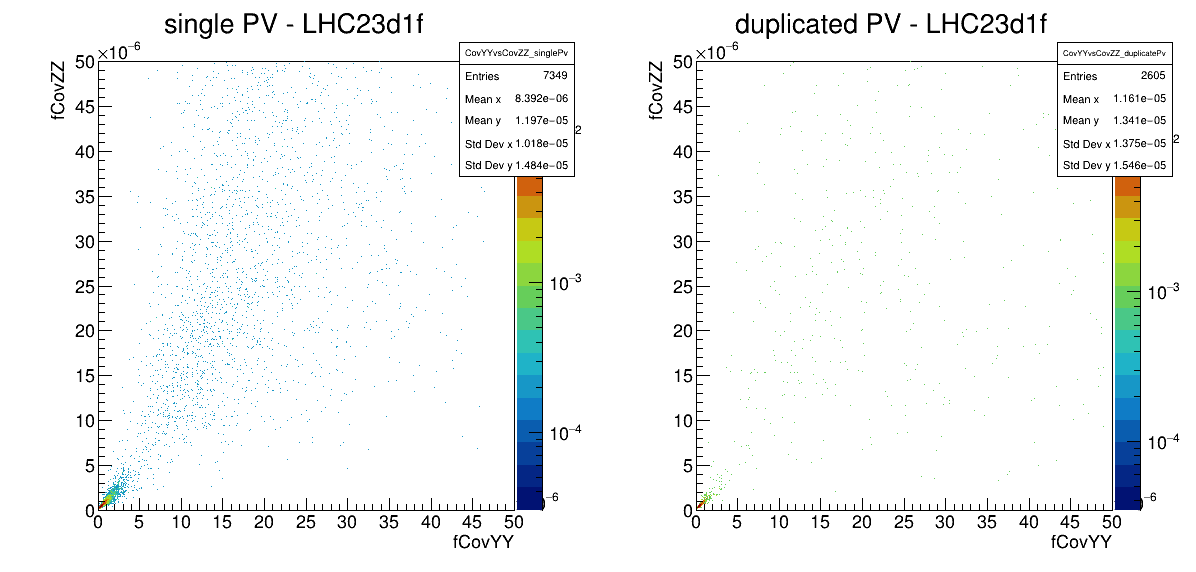 single PV - LHC23d1f
×10⁻⁶
fCovZZ
50
45
40
35
30
25
20
15
10
5
0
0 5 10 15 20 25 30 35 40 45 50
fCovYY
CovYYvsCovZZ_singlePv
Entries 7349
Mean x 8.392e−06
Mean y 1.197e−05
Std Dev x 1.018e−05
Std Dev y 1.484e−05
2
10⁻³
10⁻⁴
⁻⁶
duplicated PV - LHC23d1f
×10⁻⁶
fCovZZ
50
45
40
35
30
25
20
15
10
5
0
0 5 10 15 20 25 30 35 40 45 50
fCovYY
CovYYvsCovZZ_duplicatePv
Entries 2605
Mean x 1.161e−05
Mean y 1.341e−05
Std Dev x 1.375e−05
Std Dev y 1.546e−05
2
10⁻³
10⁻⁴
⁻⁶